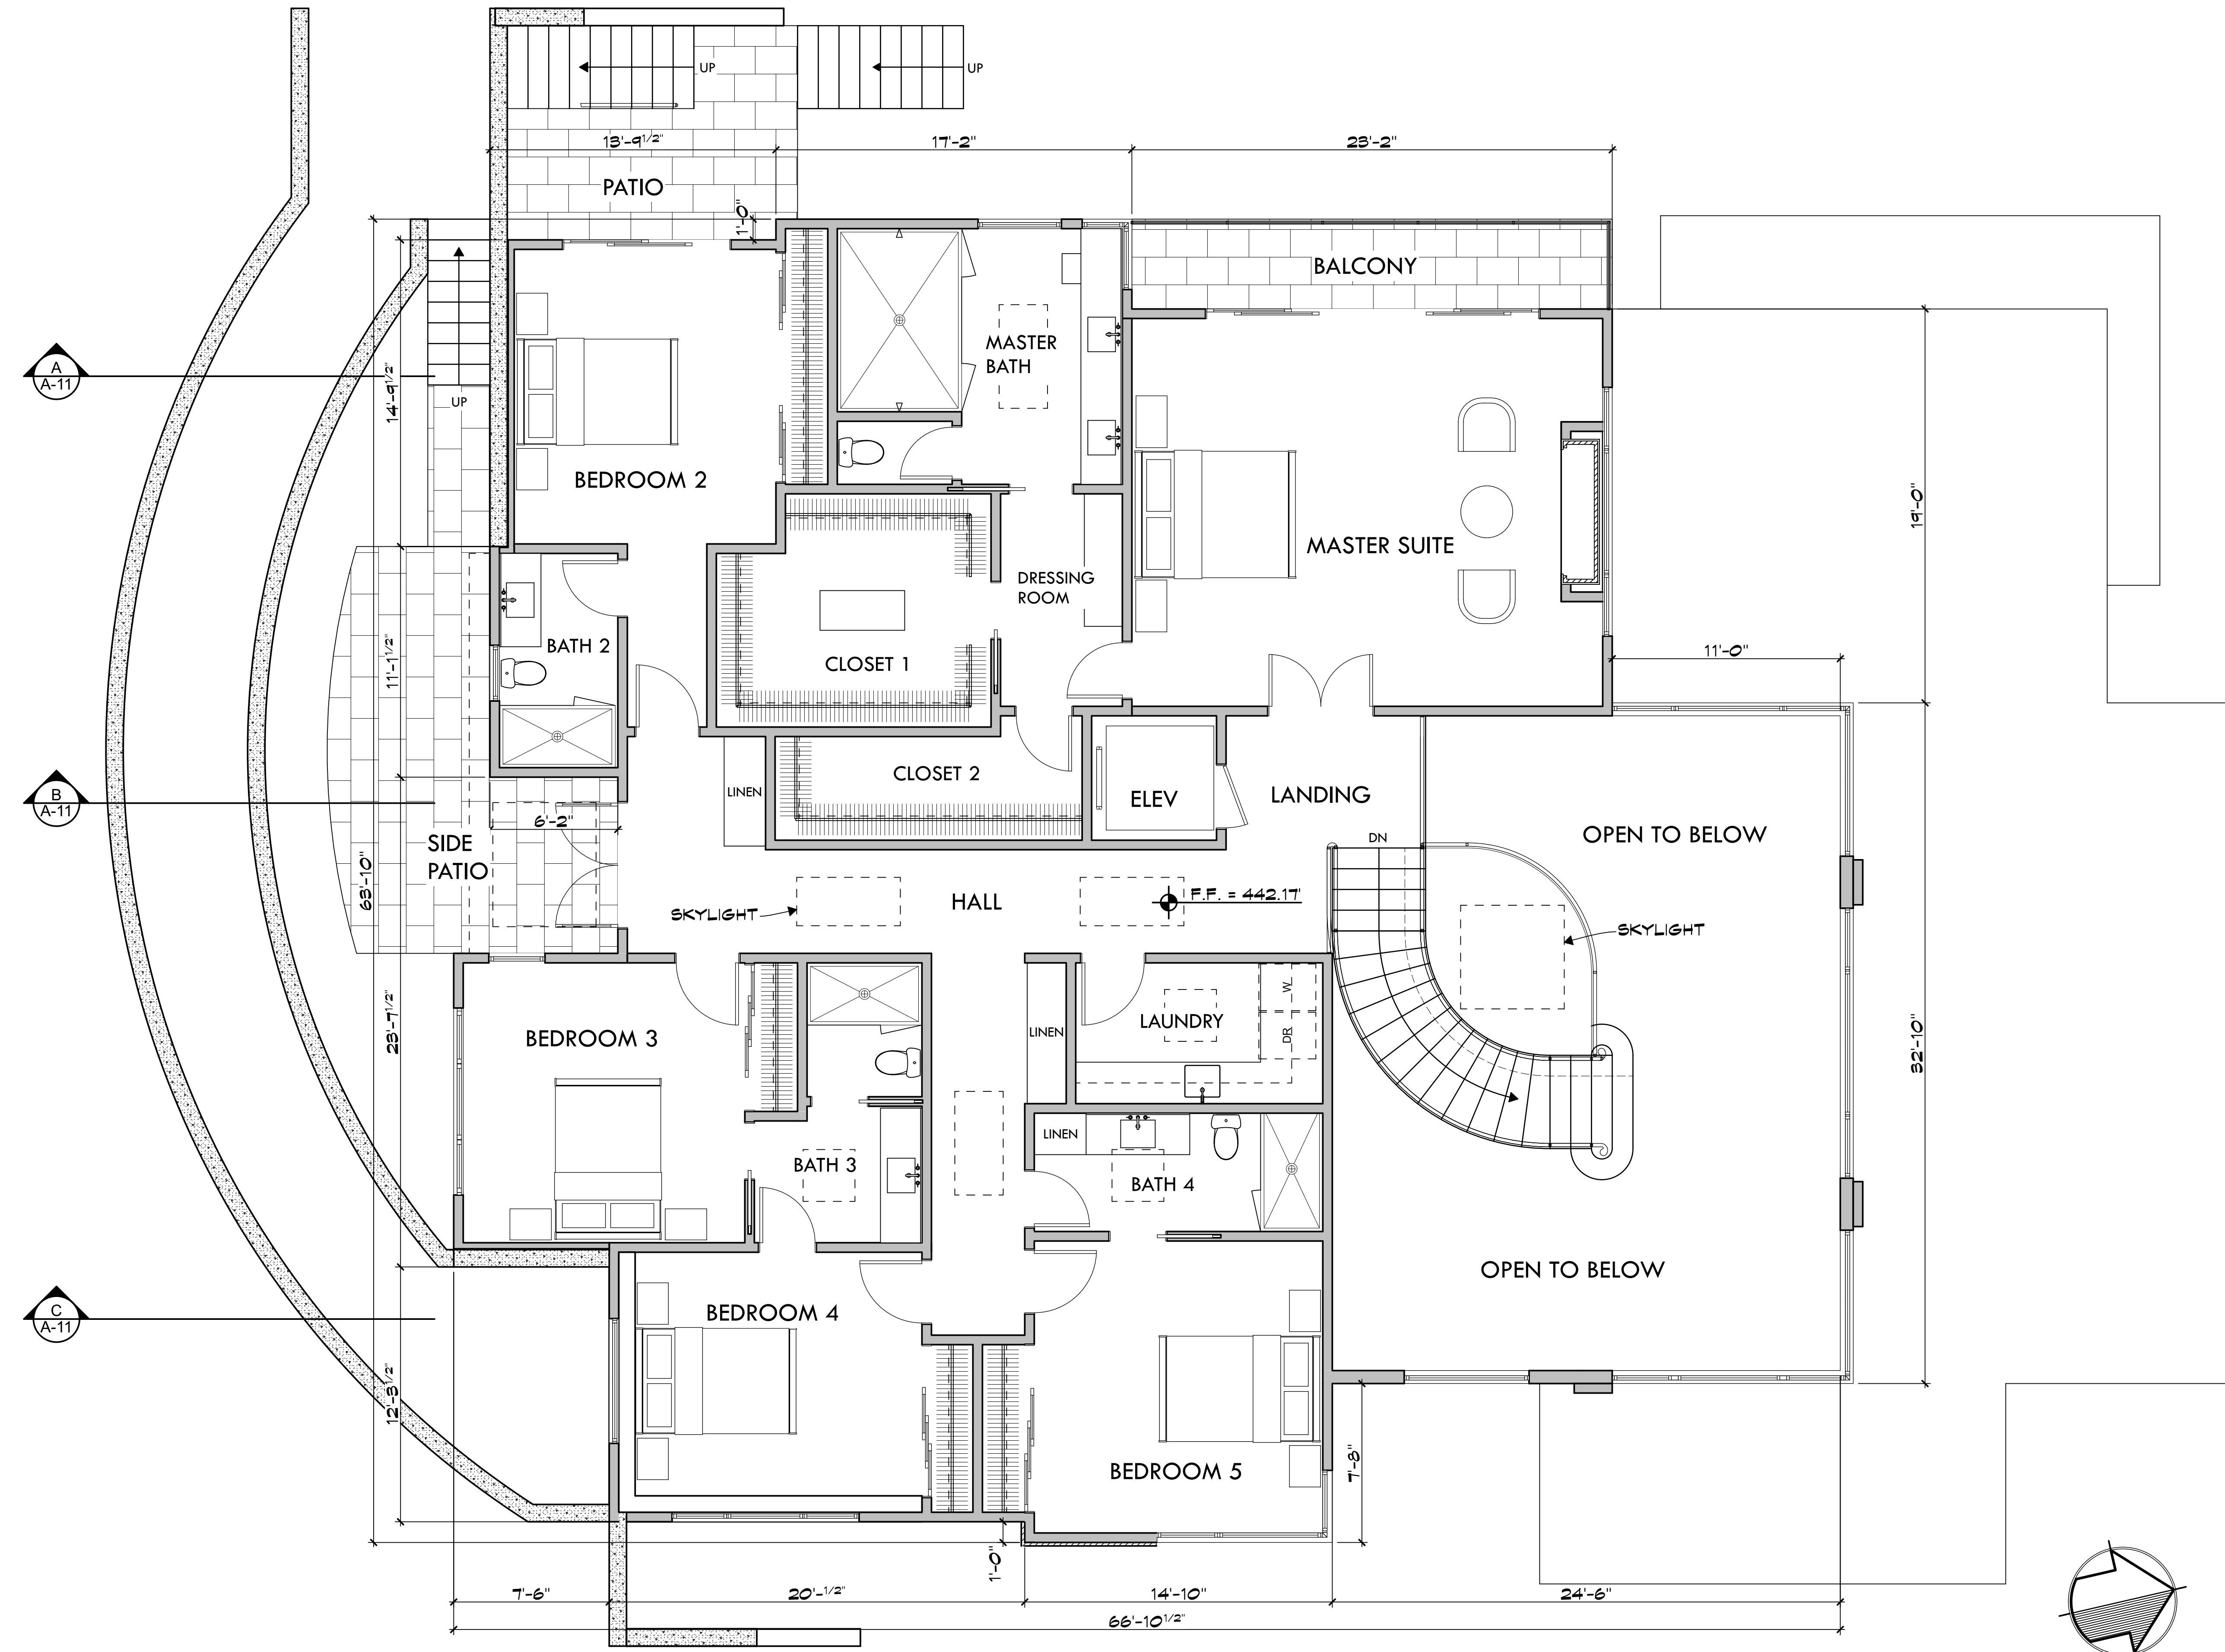 UP
UP
13'-9 1/2"
17'-2"
23'-2"
PATIO
1'-0"
BALCONY
A
A-11
14'-9 1/2"
UP
MASTER
BATH
BEDROOM 2
MASTER SUITE
19'-0"
DRESSING
ROOM
BATH 2
11'-1 1/2"
CLOSET 1
11'-0"
B
A-11
LINEN
CLOSET 2
ELEV
LANDING
6'-2"
SIDE
PATIO
63'-10"
DN
OPEN TO BELOW
SKYLIGHT
HALL
F.F. = 442.17'
SKYLIGHT
23'-7 1/2"
BEDROOM 3
LINEN
LAUNDRY
W
DR
32'-10"
LINEN
BATH 3
BATH 4
C
A-11
BEDROOM 4
OPEN TO BELOW
12'-3 1/2"
BEDROOM 5
7'-8"
1'-0"
7'-6"
20'-1/2"
14'-10"
24'-6"
66'-10 1/2"